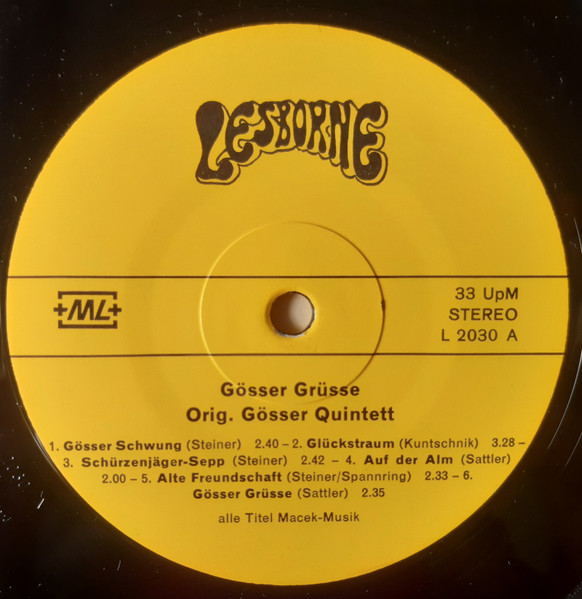 LESBORNE
+ML+
33 UpM
STEREO
L 2030 A
Gösser Grüsse
Orig. Gösser Quintett
1. Gösser Schwung (Steiner) 2.40 – 2. Glückstraum (Kuntschnik) 3.28 –
3. Schürzenjäger-Sepp (Steiner) 2.42 – 4. Auf der Alm (Sattler)
2.00 – 5. Alte Freundschaft (Steiner/Spannring) 2.33 – 6.
Gösser Grüsse (Sattler) 2.35
alle Titel Macek-Musik